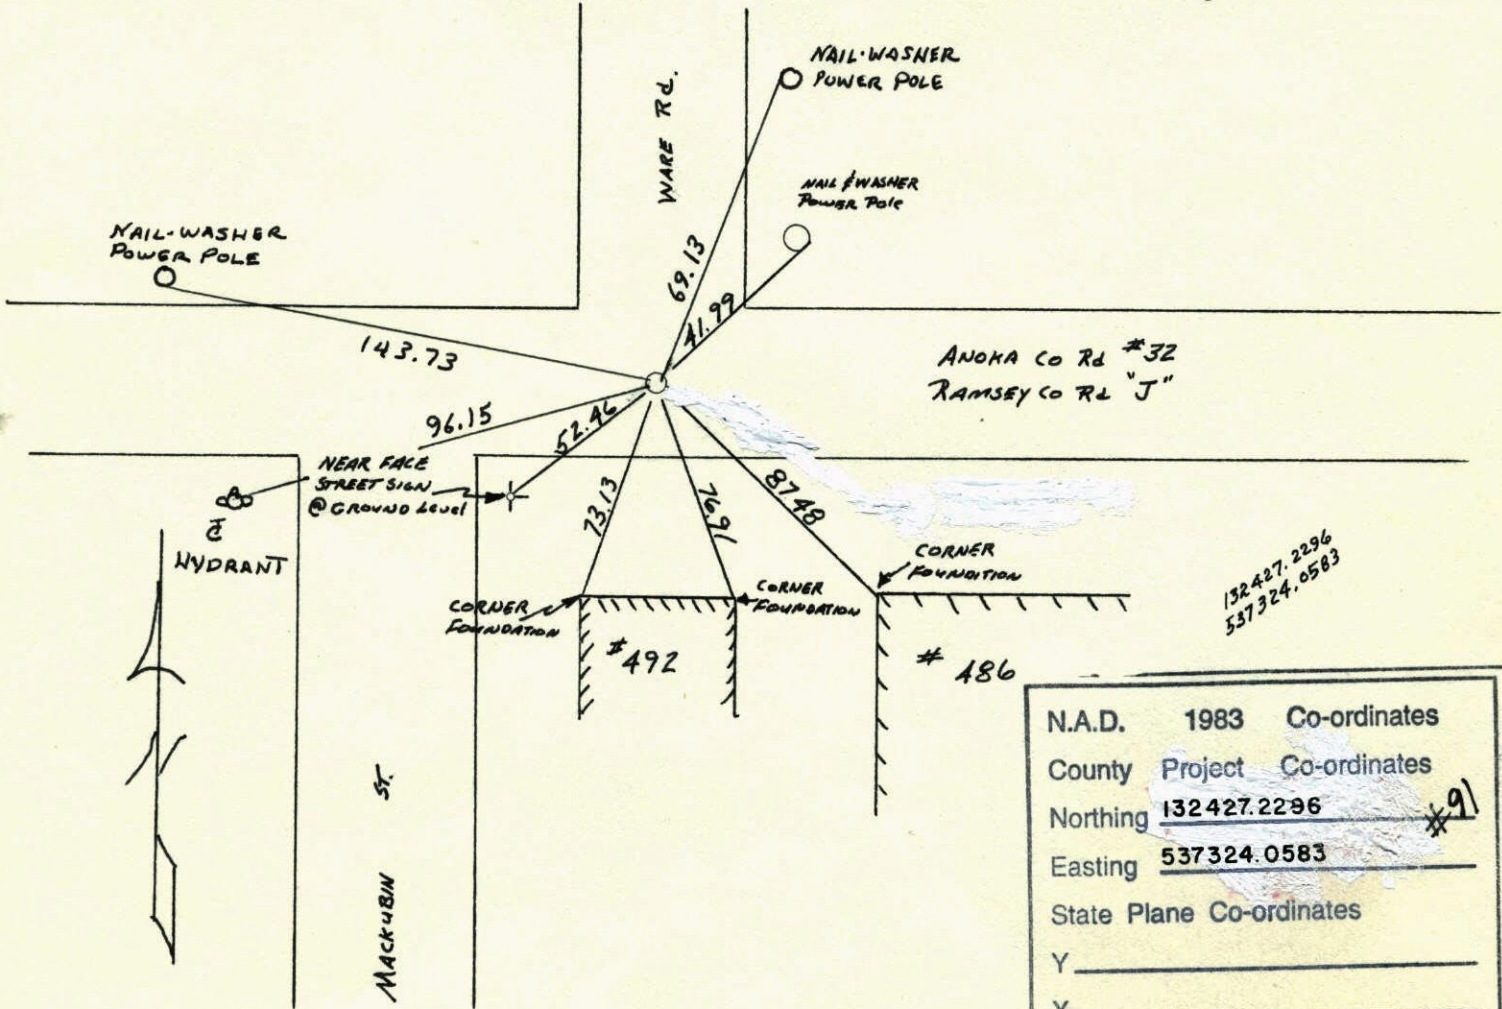 NAIL-WASHER
POWER POLE
WARE Rd.
NAIL & WASHER
POWER Pole
NAIL-WASHER
POWER POLE
69.13
41.99
143.73
ANOKA CO Rd #32
RAMSEY CO Rd "J"
96.15
52.46
NEAR FACE
STREET SIGN
@ GROUND LeveL
73.13
76.91
87.48
HYDRANT
CORNER
FOUNDITION
CORNER
FOUNDATION
CORNER
FOUNDATION
132427.2296
537324.0583
#492
# 486
MACKUBIN ST.
N.A.D. 1983 Co-ordinates
County Project Co-ordinates
Northing 132427.2296 #91
Easting 537324.0583
State Plane Co-ordinates
Y